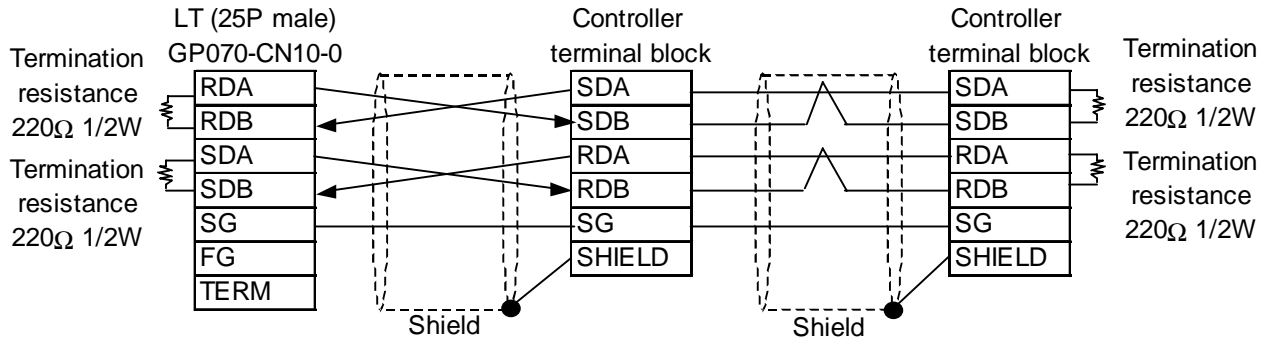 LT (25P male)
GP070-CN10-0
Termination
resistance
220Ω 1/2W
Termination
resistance
220Ω 1/2W
RDA
RDB
SDA
SDB
SG
FG
TERM
Shield
Controller
terminal block
SDA
SDB
RDA
RDB
SG
SHIELD
Shield
Controller
terminal block
SDA
SDB
RDA
RDB
SG
SHIELD
Termination
resistance
220Ω 1/2W
Termination
resistance
220Ω 1/2W